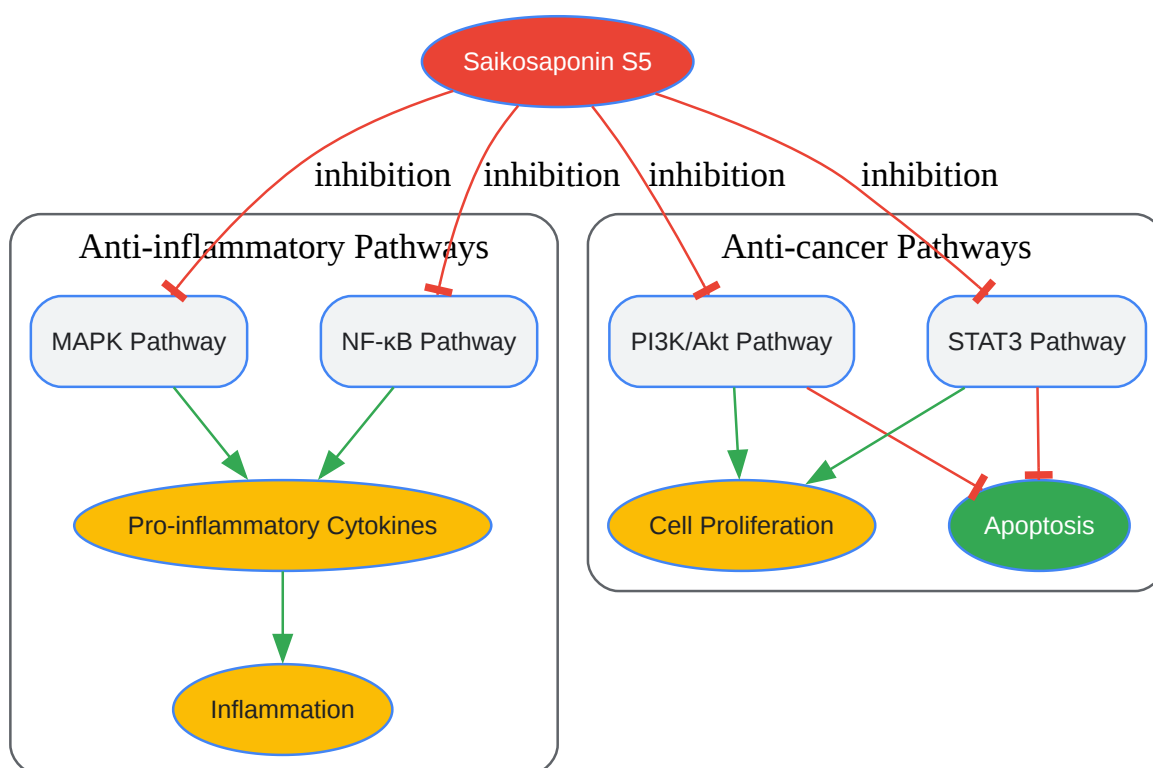 Saikosaponin S5
inhibition
inhibition
inhibition
inhibition
Anti-inflammatory Pathways
Anti-cancer Pathways
MAPK Pathway
NF-κB Pathway
PI3K/Akt Pathway
STAT3 Pathway
Pro-inflammatory Cytokines
Cell Proliferation
Apoptosis
Inflammation